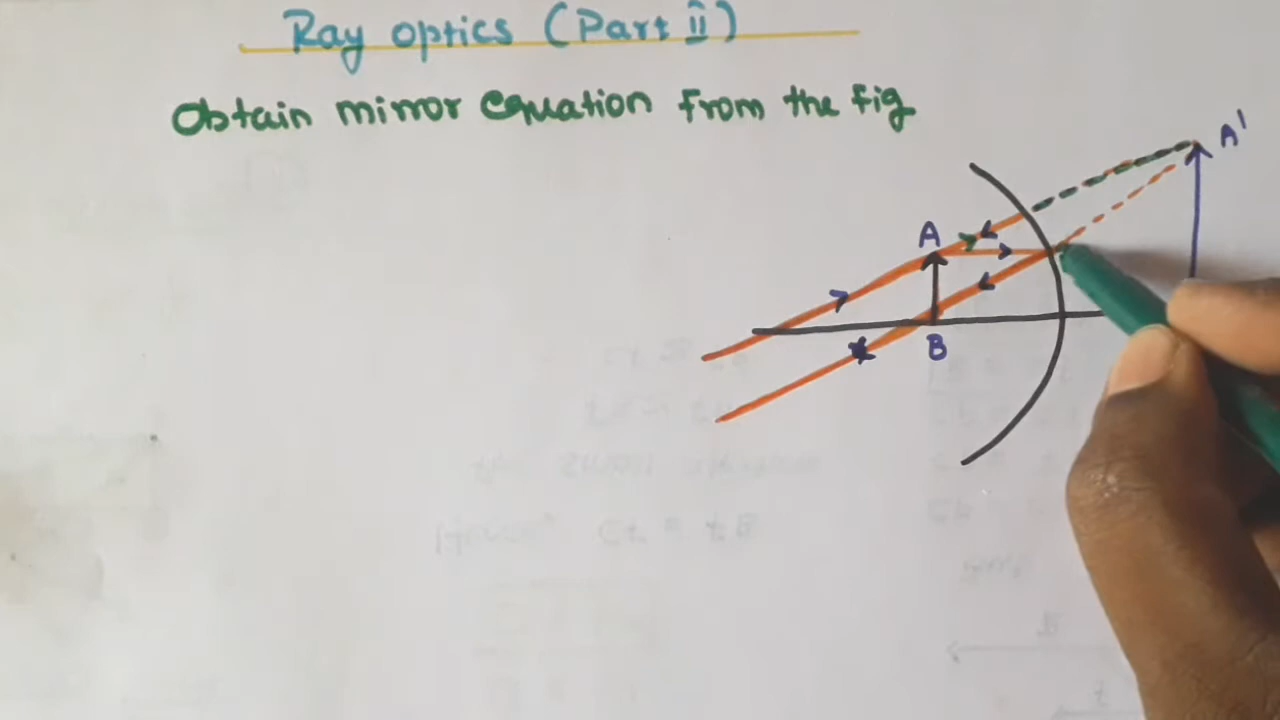 Ray optics (Part ii)
Obtain mirror equation from the fig
A'
A
B